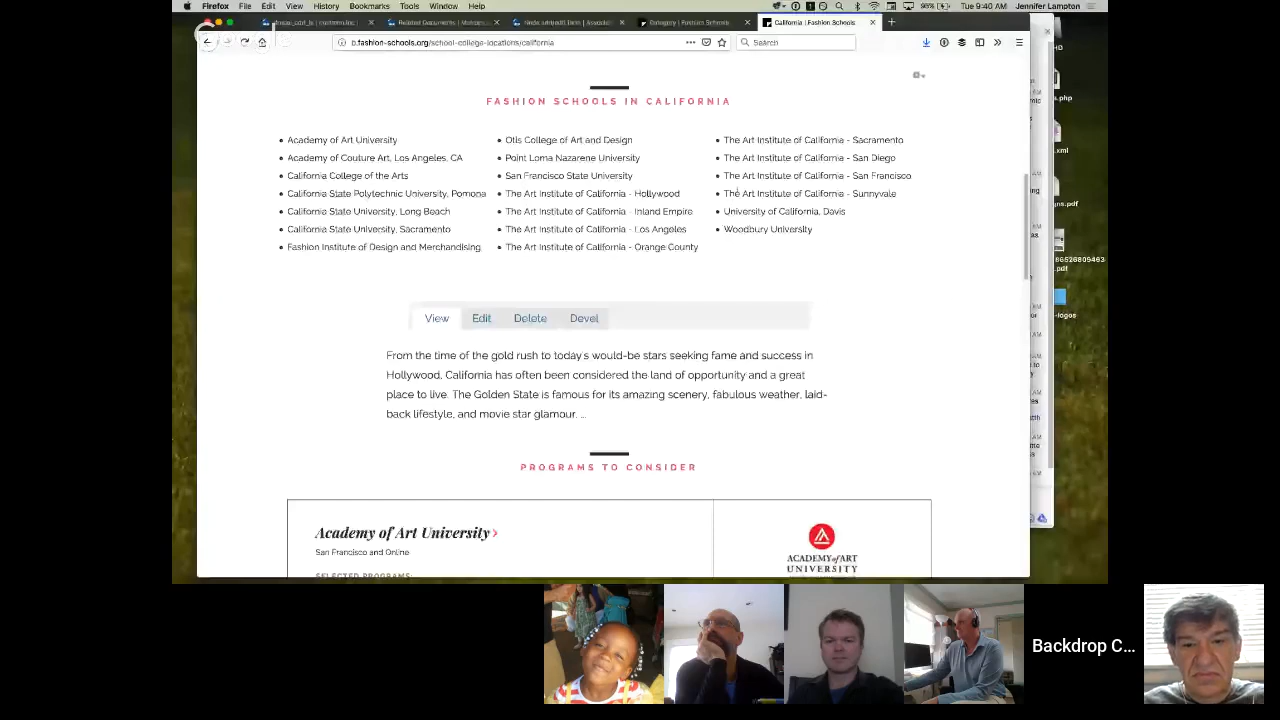 Firefox File Edit View History Bookmarks Tools Window Help 98% Tue 9:40 AM Jennifer Lampton
California | Fashion Schools
b.fashion-schools.org/school-college-locations/california
Search
FASHION SCHOOLS IN CALIFORNIA
Academy of Art University
Academy of Couture Art, Los Angeles, CA
California College of the Arts
California State Polytechnic University, Pomona
California State University, Long Beach
California State University, Sacramento
Fashion Institute of Design and Merchandising
Otis College of Art and Design
Point Loma Nazarene University
San Francisco State University
The Art Institute of California - Hollywood
The Art Institute of California - Inland Empire
The Art Institute of California - Los Angeles
The Art Institute of California - Orange County
The Art Institute of California - Sacramento
The Art Institute of California - San Diego
The Art Institute of California - San Francisco
The Art Institute of California - Sunnyvale
University of California, Davis
Woodbury University
View Edit Delete Devel
From the time of the gold rush to today's would-be stars seeking fame and success in
Hollywood, California has often been considered the land of opportunity and a great
place to live. The Golden State is famous for its amazing scenery, fabulous weather, laid-
back lifestyle, and movie star glamour. ...
PROGRAMS TO CONSIDER
Academy of Art University
San Francisco and Online
SELECTED PROGRAMS:
ACADEMY of ART
UNIVERSITY
Backdrop C...